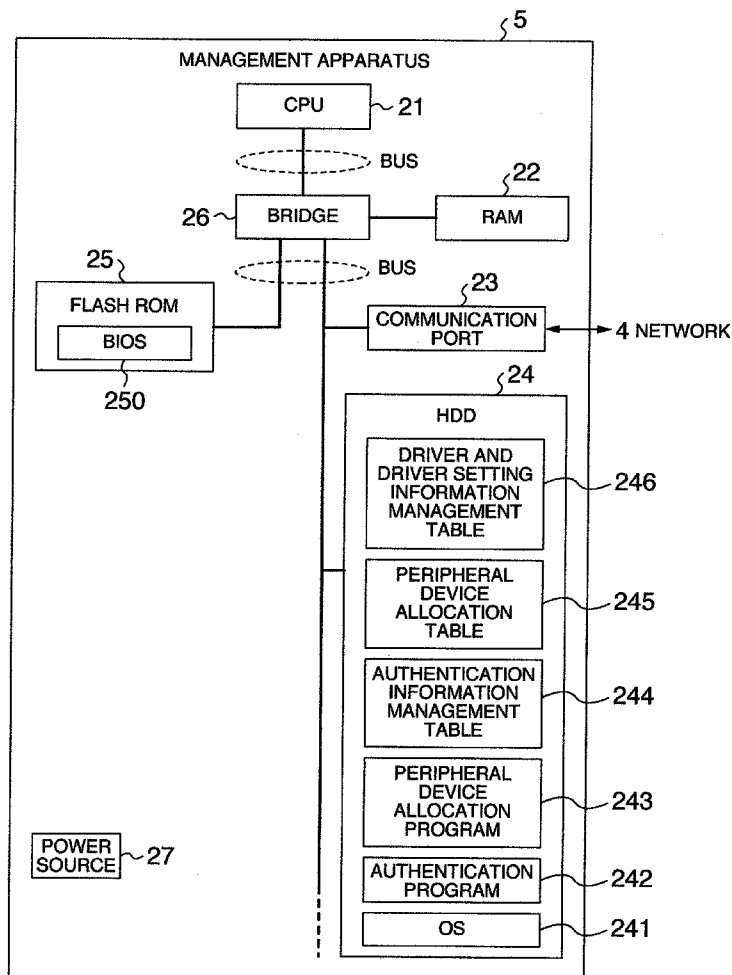 5
MANAGEMENT APPARATUS
CPU
21
BUS
22
26
BRIDGE
RAM
25
BUS
23
FLASH ROM
COMMUNICATION
PORT
4 NETWORK
BIOS
250
24
HDD
DRIVER AND
DRIVER SETTING
INFORMATION
MANAGEMENT
TABLE
246
PERIPHERAL
DEVICE
ALLOCATION
TABLE
245
AUTHENTICATION
INFORMATION
MANAGEMENT
TABLE
244
PERIPHERAL
DEVICE
ALLOCATION
PROGRAM
243
POWER
SOURCE
27
AUTHENTICATION
PROGRAM
242
OS
241